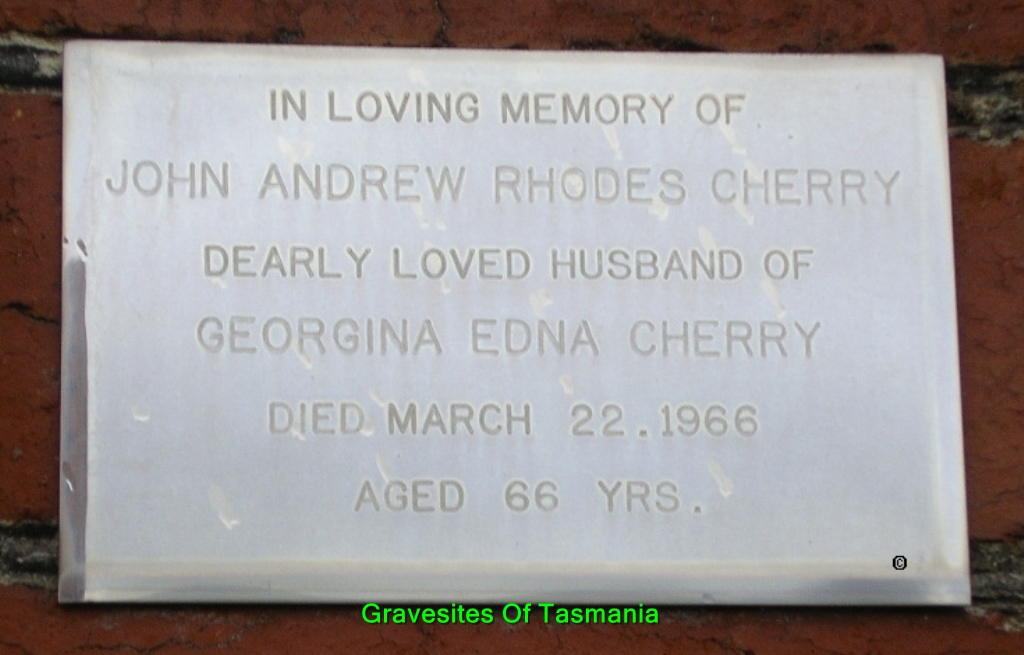 IN LOVING MEMORY OF
JOHN ANDREW RHODES CHERRY
DEARLY LOVED HUSBAND OF
GEORGINA EDNA CHERRY
DIED MARCH 22.1966
AGED 66 YRS.
©
Gravesites Of Tasmania